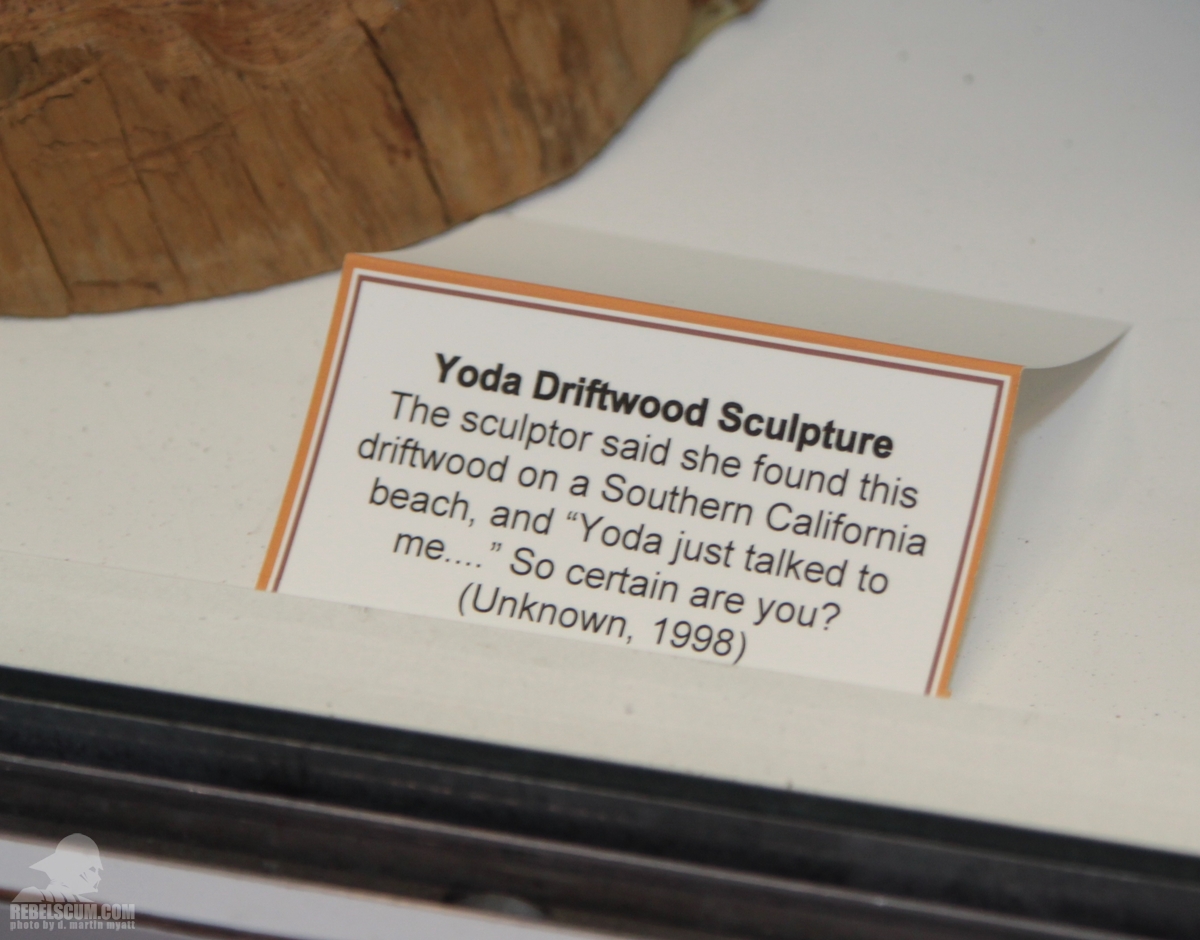 Yoda Driftwood Sculpture
The sculptor said she found this
driftwood on a Southern California
beach, and “Yoda just talked to
me....” So certain are you?
(Unknown, 1998)
REBELSCUM.COM
photo by d. martin myatt